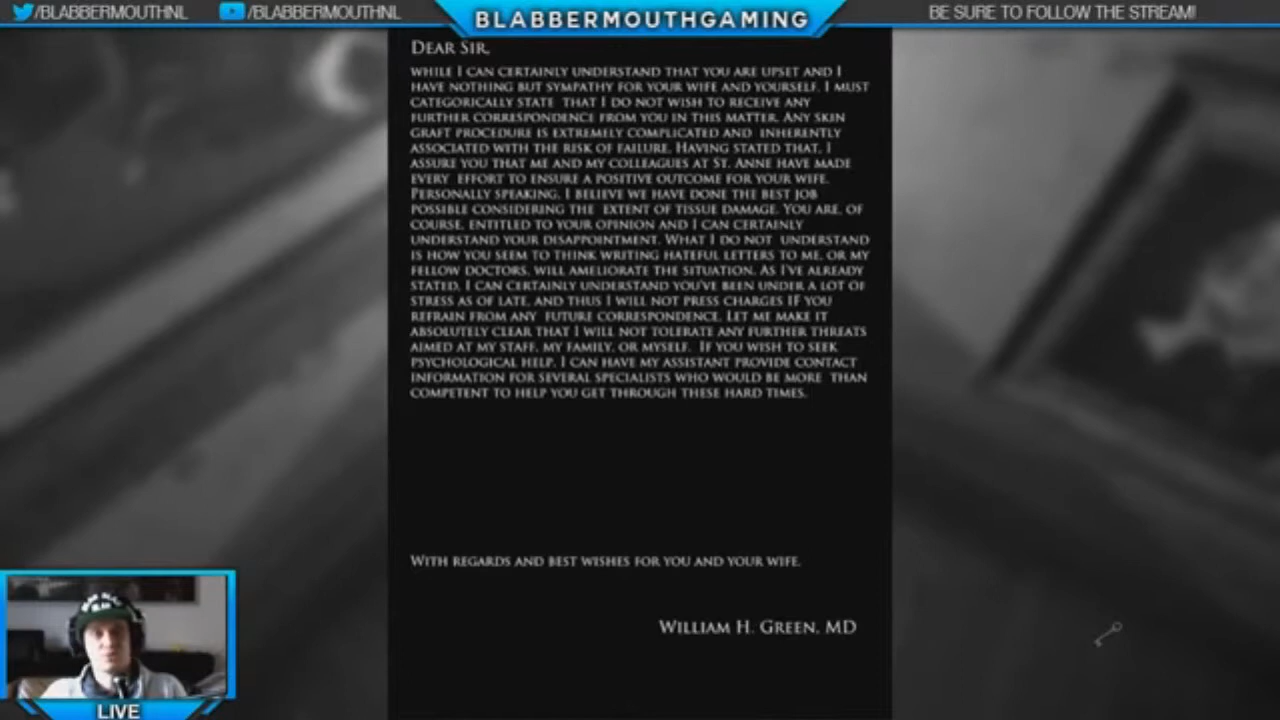 /BLABBERMOUTHNL /BLABBERMOUTHNL BLABBERMOUTHGAMING BE SURE TO FOLLOW THE STREAM!
DEAR SIR,
WHILE I CAN CERTAINLY UNDERSTAND THAT YOU ARE UPSET AND I
HAVE NOTHING BUT SYMPATHY FOR YOUR WIFE AND YOURSELF, I MUST
CATEGORICALLY STATE THAT I DO NOT WISH TO RECEIVE ANY
FURTHER CORRESPONDENCE FROM YOU IN THIS MATTER. ANY SKIN
GRAFT PROCEDURE IS EXTREMELY COMPLICATED AND INHERENTLY
ASSOCIATED WITH THE RISK OF FAILURE. HAVING STATED THAT, I
ASSURE YOU THAT ME AND MY COLLEAGUES AT ST. ANNE HAVE MADE
EVERY EFFORT TO ENSURE A POSITIVE OUTCOME FOR YOUR WIFE.
PERSONALLY SPEAKING, I BELIEVE WE HAVE DONE THE BEST JOB
POSSIBLE CONSIDERING THE EXTENT OF TISSUE DAMAGE. YOU ARE, OF
COURSE, ENTITLED TO YOUR OPINION AND I CAN CERTAINLY
UNDERSTAND YOUR DISAPPOINTMENT. WHAT I DO NOT UNDERSTAND
IS HOW YOU SEEM TO THINK WRITING HATEFUL LETTERS TO ME, OR MY
FELLOW DOCTORS, WILL AMELIORATE THE SITUATION. AS I'VE ALREADY
STATED, I CAN CERTAINLY UNDERSTAND YOU'VE BEEN UNDER A LOT OF
STRESS AS OF LATE, AND THUS I WILL NOT PRESS CHARGES IF YOU
REFRAIN FROM ANY FUTURE CORRESPONDENCE. LET ME MAKE IT
ABSOLUTELY CLEAR THAT I WILL NOT TOLERATE ANY FURTHER THREATS
AIMED AT MY STAFF, MY FAMILY, OR MYSELF. IF YOU WISH TO SEEK
PSYCHOLOGICAL HELP, I CAN HAVE MY ASSISTANT PROVIDE CONTACT
INFORMATION FOR SEVERAL SPECIALISTS WHO WOULD BE MORE THAN
COMPETENT TO HELP YOU GET THROUGH THESE HARD TIMES.
WITH REGARDS AND BEST WISHES FOR YOU AND YOUR WIFE,
WILLIAM H. GREEN, MD
LIVE